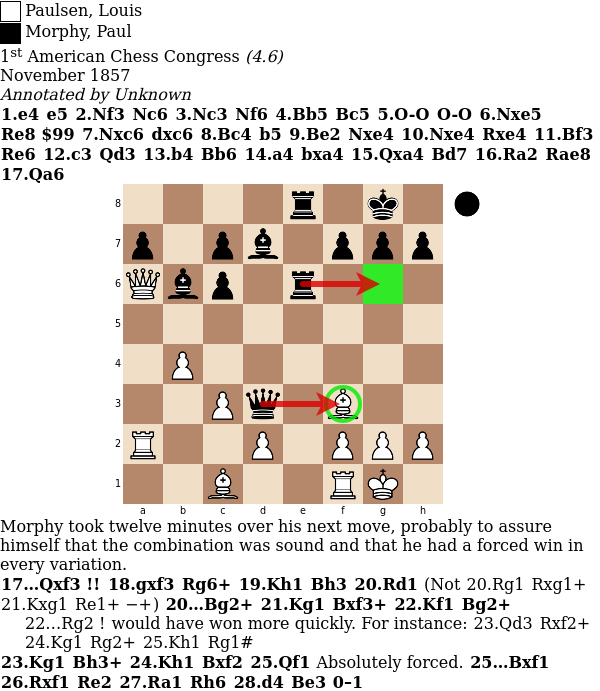 Paulsen, Louis
Morphy, Paul
1st American Chess Congress (4.6)
November 1857
Annotated by Unknown
1.e4 e5 2.Nf3 Nc6 3.Nc3 Nf6 4.Bb5 Bc5 5.O-O O-O 6.Nxe5
Re8 $99 7.Nxc6 dxc6 8.Bc4 b5 9.Be2 Nxe4 10.Nxe4 Rxe4 11.Bf3
Re6 12.c3 Qd3 13.b4 Bb6 14.a4 bxa4 15.Qxa4 Bd7 16.Ra2 Rae8
17.Qa6
8
7
6
5
4
3
2
1
a b c d e f g h
Morphy took twelve minutes over his next move, probably to assure
himself that the combination was sound and that he had a forced win in
every variation.
17...Qxf3 !! 18.gxf3 Rg6+ 19.Kh1 Bh3 20.Rd1 (Not 20.Rg1 Rxg1+
21.Kxg1 Re1+ −+) 20...Bg2+ 21.Kg1 Bxf3+ 22.Kf1 Bg2+
22...Rg2 ! would have won more quickly. For instance: 23.Qd3 Rxf2+
24.Kg1 Rg2+ 25.Kh1 Rg1#
23.Kg1 Bh3+ 24.Kh1 Bxf2 25.Qf1 Absolutely forced. 25...Bxf1
26.Rxf1 Re2 27.Ra1 Rh6 28.d4 Be3 0–1